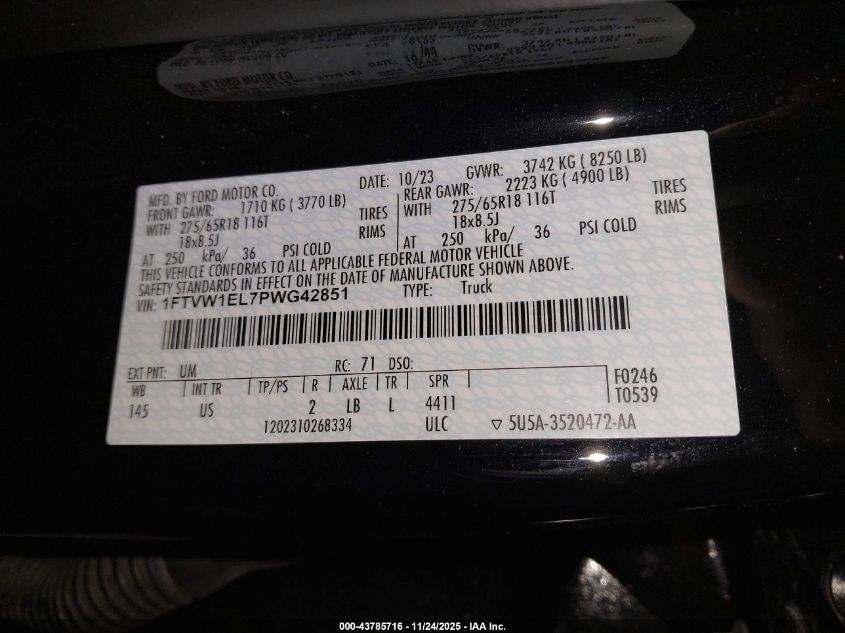 MFD. BY FORD MOTOR CO.
DATE: 10/23 GVWR: 3742 KG ( 8250 LB)
FRONT GAWR: 1710 KG ( 3770 LB)
REAR GAWR: 2223 KG ( 4900 LB)
WITH 275/65R18 116T TIRES
WITH 275/65R18 116T TIRES
18x8.5J RIMS
18x8.5J RIMS
AT 250 kPa/ 36 PSI COLD
AT 250 kPa/ 36 PSI COLD
THIS VEHICLE CONFORMS TO ALL APPLICABLE FEDERAL MOTOR VEHICLE
SAFETY STANDARDS IN EFFECT ON THE DATE OF MANUFACTURE SHOWN ABOVE.
VIN: 1FTVW1EL7PWG42851 TYPE: Truck
EXT PNT: UM RC: 71 DSO:
WB INT TR TP/PS R AXLE TR SPR F0246
145 US 2 LB L 4411 T0539
1202310268334 ULC ▽ 5U5A-3520472-AA
000-43785716 - 11/24/2025 - IAA Inc.